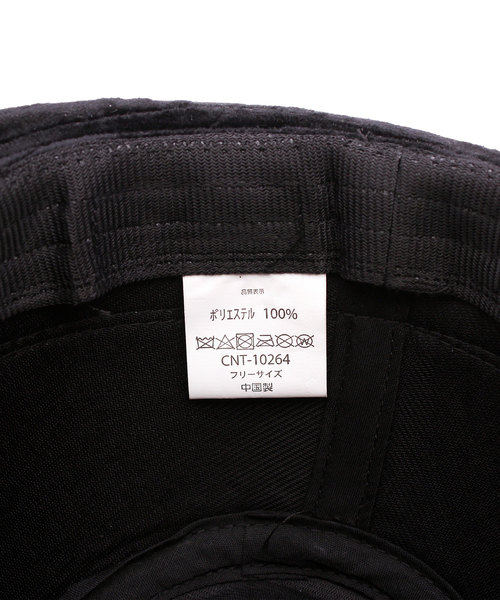 品質表示
ポリエステル 100%
CNT-10264
フリーサイズ
中国製